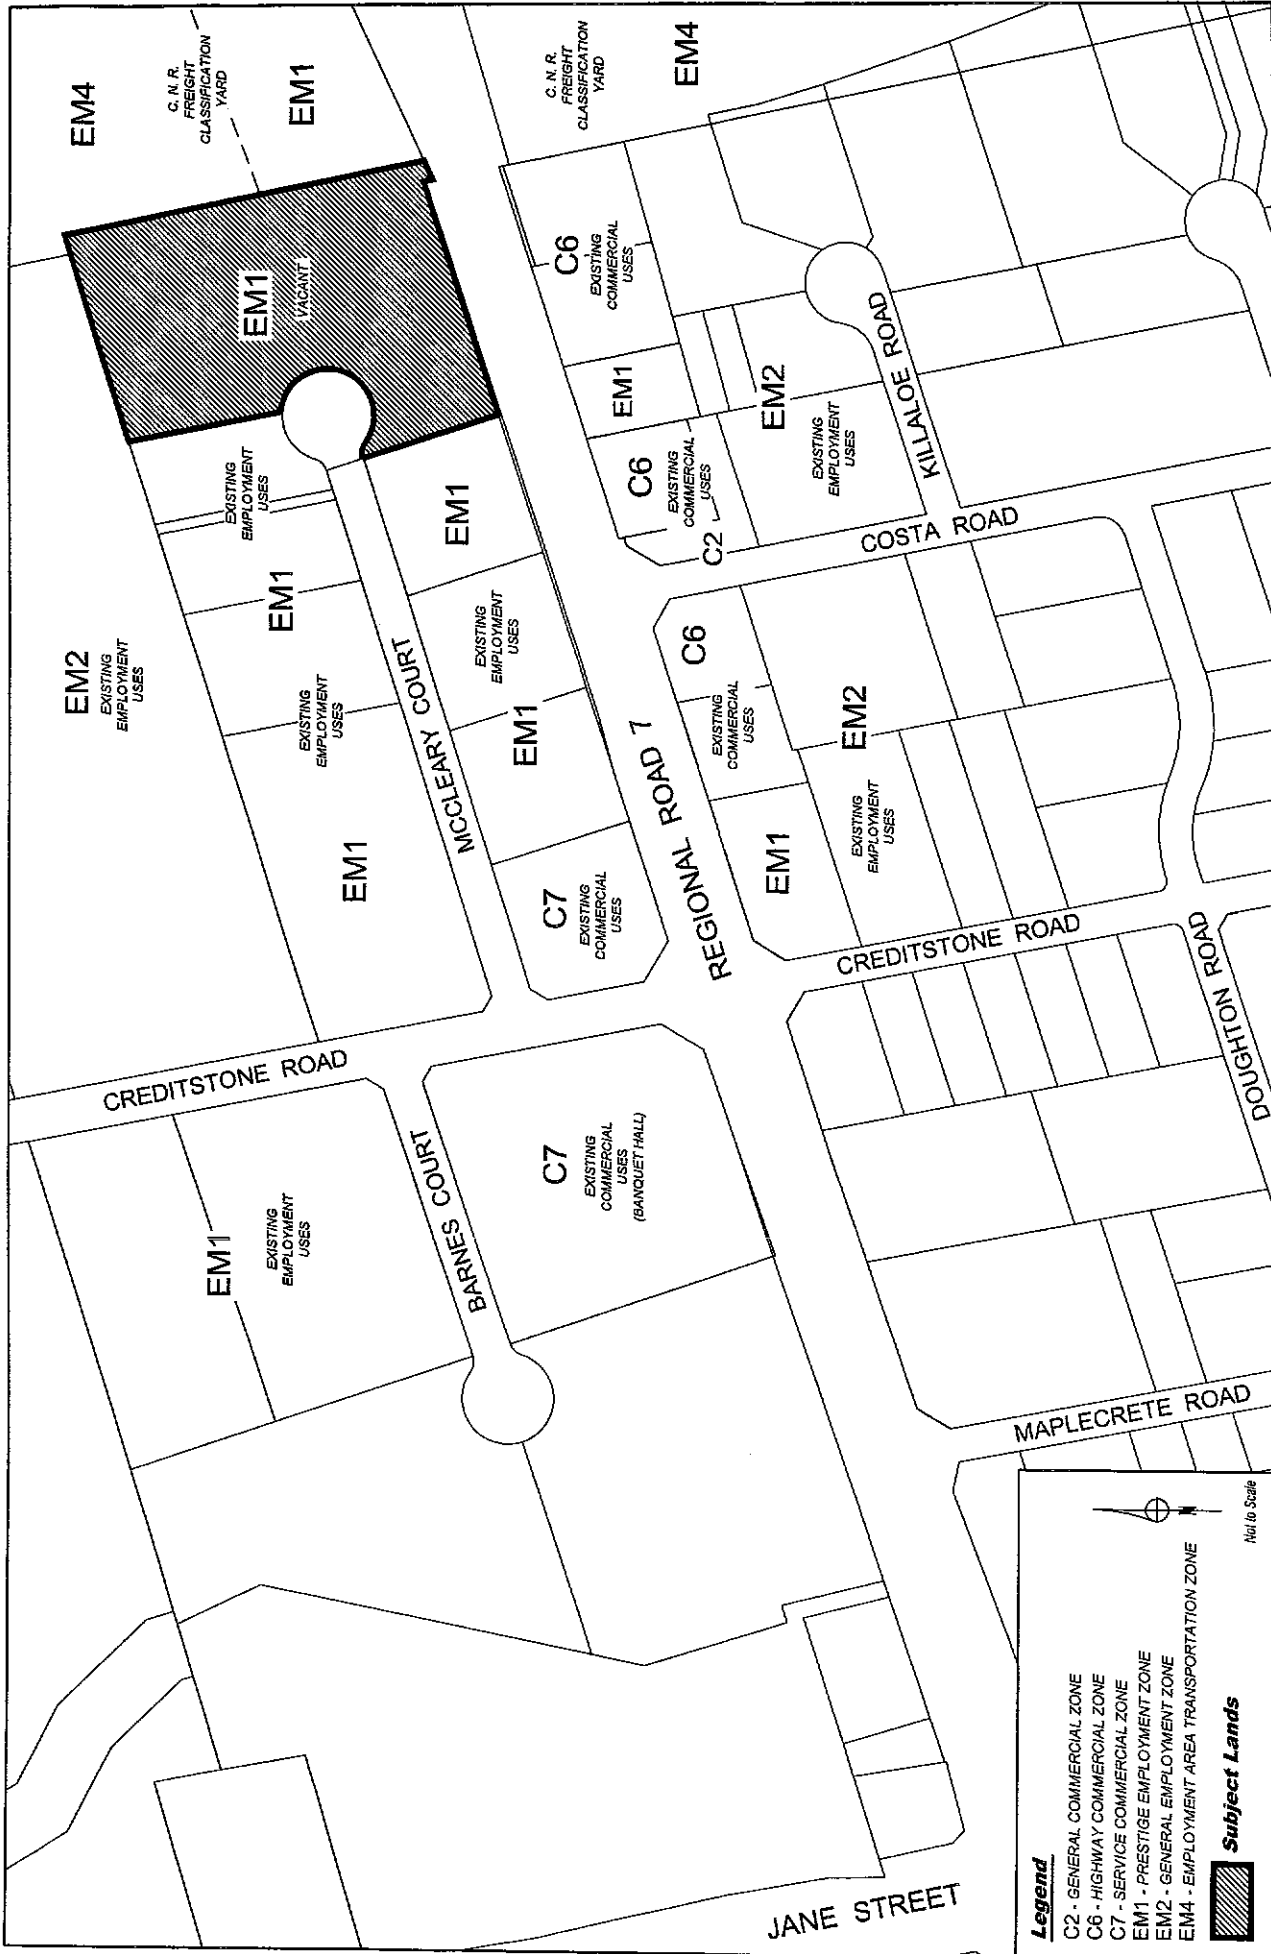 EM4
C. N. R.
FREIGHT
CLASSIFICATION
YARD
EM1
C. N. R.
FREIGHT
CLASSIFICATION
YARD
EM4
EM1
VACANT
C6
EXISTING
COMMERCIAL
USES
EM1
C6
EXISTING
COMMERCIAL
USES
C2
EM2
EXISTING
EMPLOYMENT
USES
KILLALOE ROAD
COSTA ROAD
EXISTING
EMPLOYMENT
USES
EM1
EM1
EM2
EXISTING
EMPLOYMENT
USES
EXISTING
EMPLOYMENT
USES
EM1
MCCLEARY COURT
EXISTING
EMPLOYMENT
USES
EM1
C7
EXISTING
COMMERCIAL
USES
REGIONAL ROAD 7
C6
EXISTING
COMMERCIAL
USES
EM1
EM2
EXISTING
EMPLOYMENT
USES
CREDITSTONE ROAD
DOUGHTON ROAD
CREDITSTONE ROAD
EM1
EXISTING
EMPLOYMENT
USES
BARNES COURT
C7
EXISTING
COMMERCIAL
USES
(BANQUET HALL)
MAPLECRETE ROAD
JANE STREET
Legend
C2 - GENERAL COMMERCIAL ZONE
C6 - HIGHWAY COMMERCIAL ZONE
C7 - SERVICE COMMERCIAL ZONE
EM1 - PRESTIGE EMPLOYMENT ZONE
EM2 - GENERAL EMPLOYMENT ZONE
EM4 - EMPLOYMENT AREA TRANSPORTATION ZONE
Subject Lands
N
Not to Scale